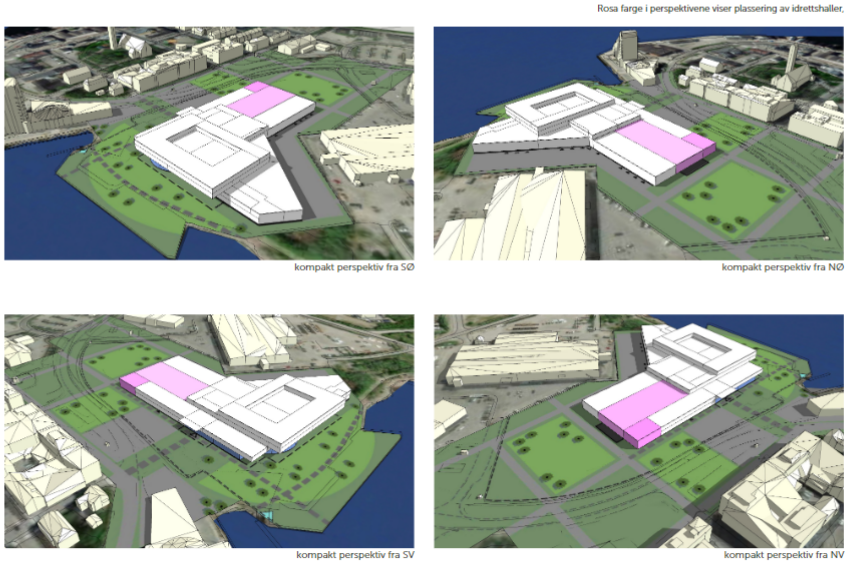 Rosa farge i perspektivene viser plassering av idrettshaller,
kompakt perspektiv fra SØ
kompakt perspektiv fra NØ
kompakt perspektiv fra SV
kompakt perspektiv fra NV